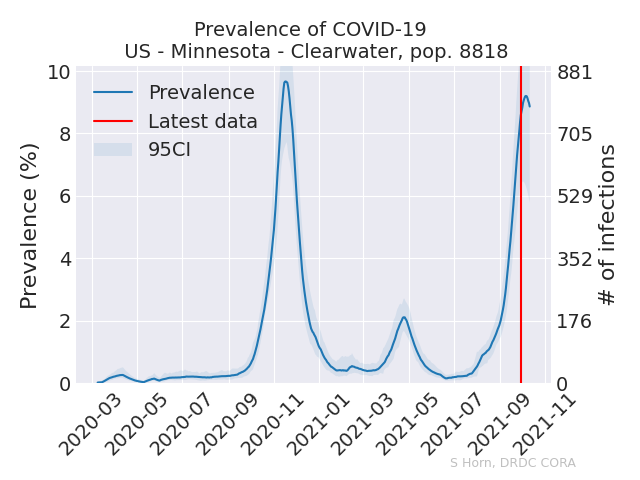 Prevalence of COVID-19
US - Minnesota - Clearwater, pop. 8818
Prevalence
Latest data
95CI
Prevalence (%)
10
8
6
4
2
0
881
705
529
352
176
0
# of infections
2020-03
2020-05
2020-07
2020-09
2020-11
2021-01
2021-03
2021-05
2021-07
2021-09
2021-11
S Horn, DRDC CORA